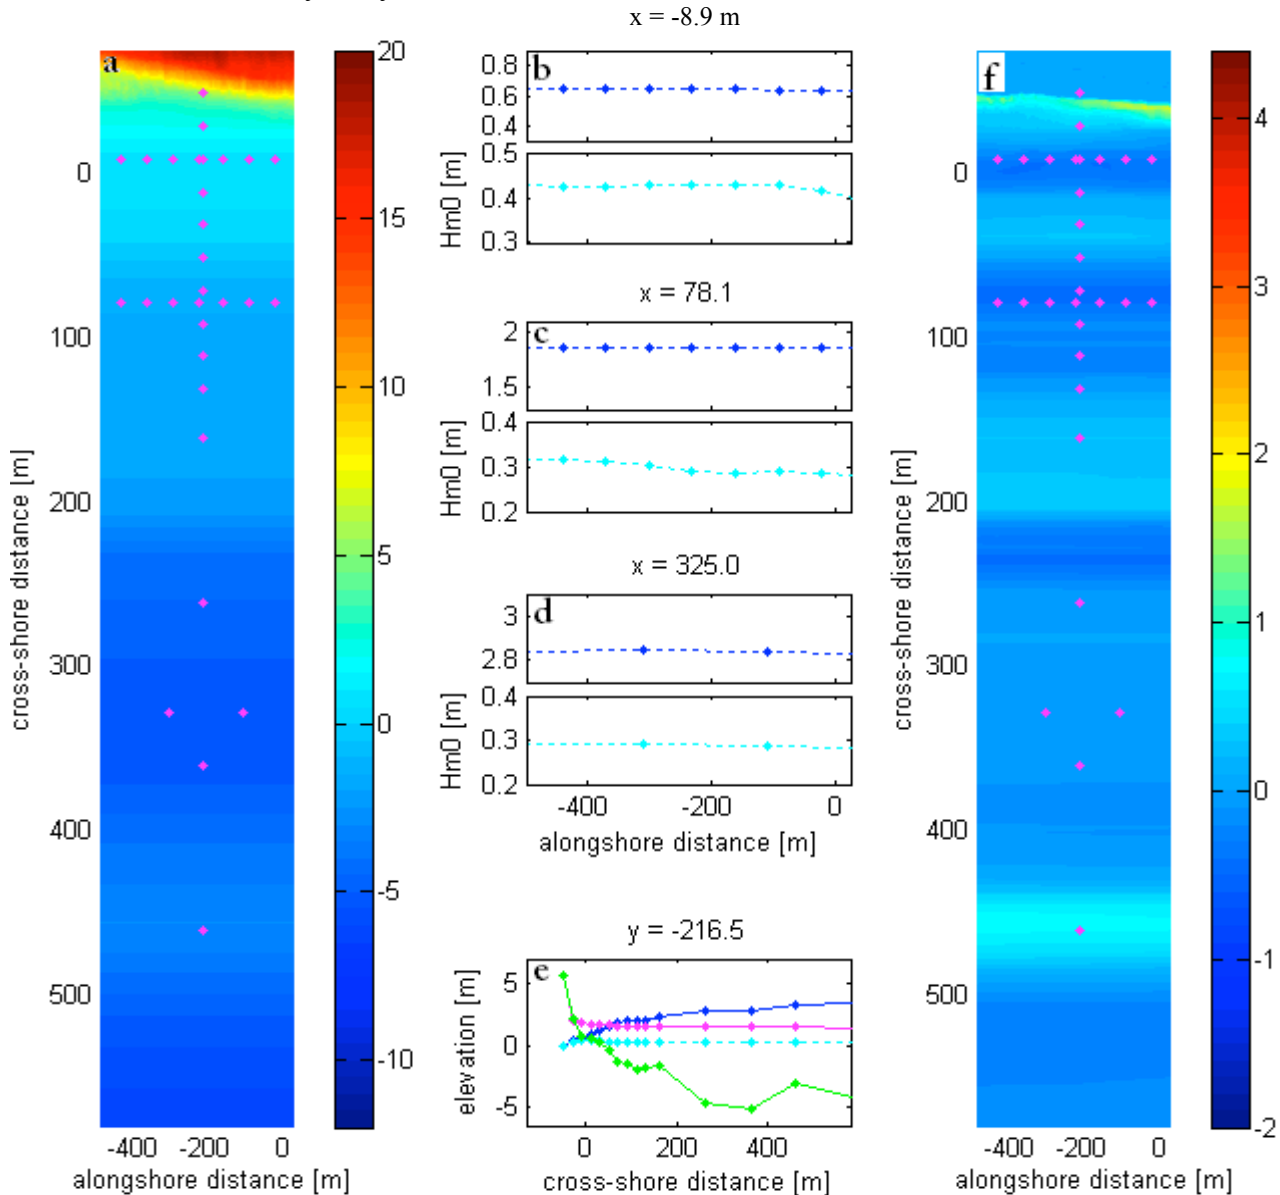 x = -8.9 m
a
20
15
10
5
0
-5
-10
0
100
200
300
400
500
cross-shore distance [m]
-400 -200 0
alongshore distance [m]
b
0.8
0.6
0.4
0.5
0.4
0.3
Hm0 [m]
x = 78.1
c
2
1.5
0.4
0.3
0.2
Hm0 [m]
x = 325.0
d
3
2.8
0.4
0.3
0.2
Hm0 [m]
-400 -200 0
alongshore distance [m]
y = -216.5
e
5
0
-5
elevation [m]
0 200 400
cross-shore distance [m]
f
4
3
2
1
0
-1
-2
0
100
200
300
400
500
cross-shore distance [m]
-400 -200 0
alongshore distance [m]